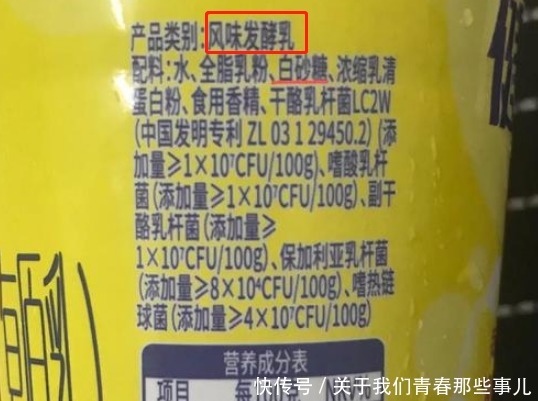 产品类别:风味发酵乳
配料:水、全脂乳粉、白砂糖、浓缩乳清
蛋白粉、食用香精、干酪乳杆菌LC2W
(中国发明专利 ZL 03 1 29450.2) (添
加量≥1×10⁷CFU/100g)、嗜酸乳杆
菌(添加量≥1×10⁷CFU/100g)、副干
酪乳杆菌(添加量≥
1×10⁷CFU/100g)、保加利亚乳杆菌
(添加量≥8×10⁴CFU/100g)、嗜热链
球菌(添加量≥4×10⁷CFU/100g)
营养成分表
项目 每
快传号/关于我们青春那些事儿